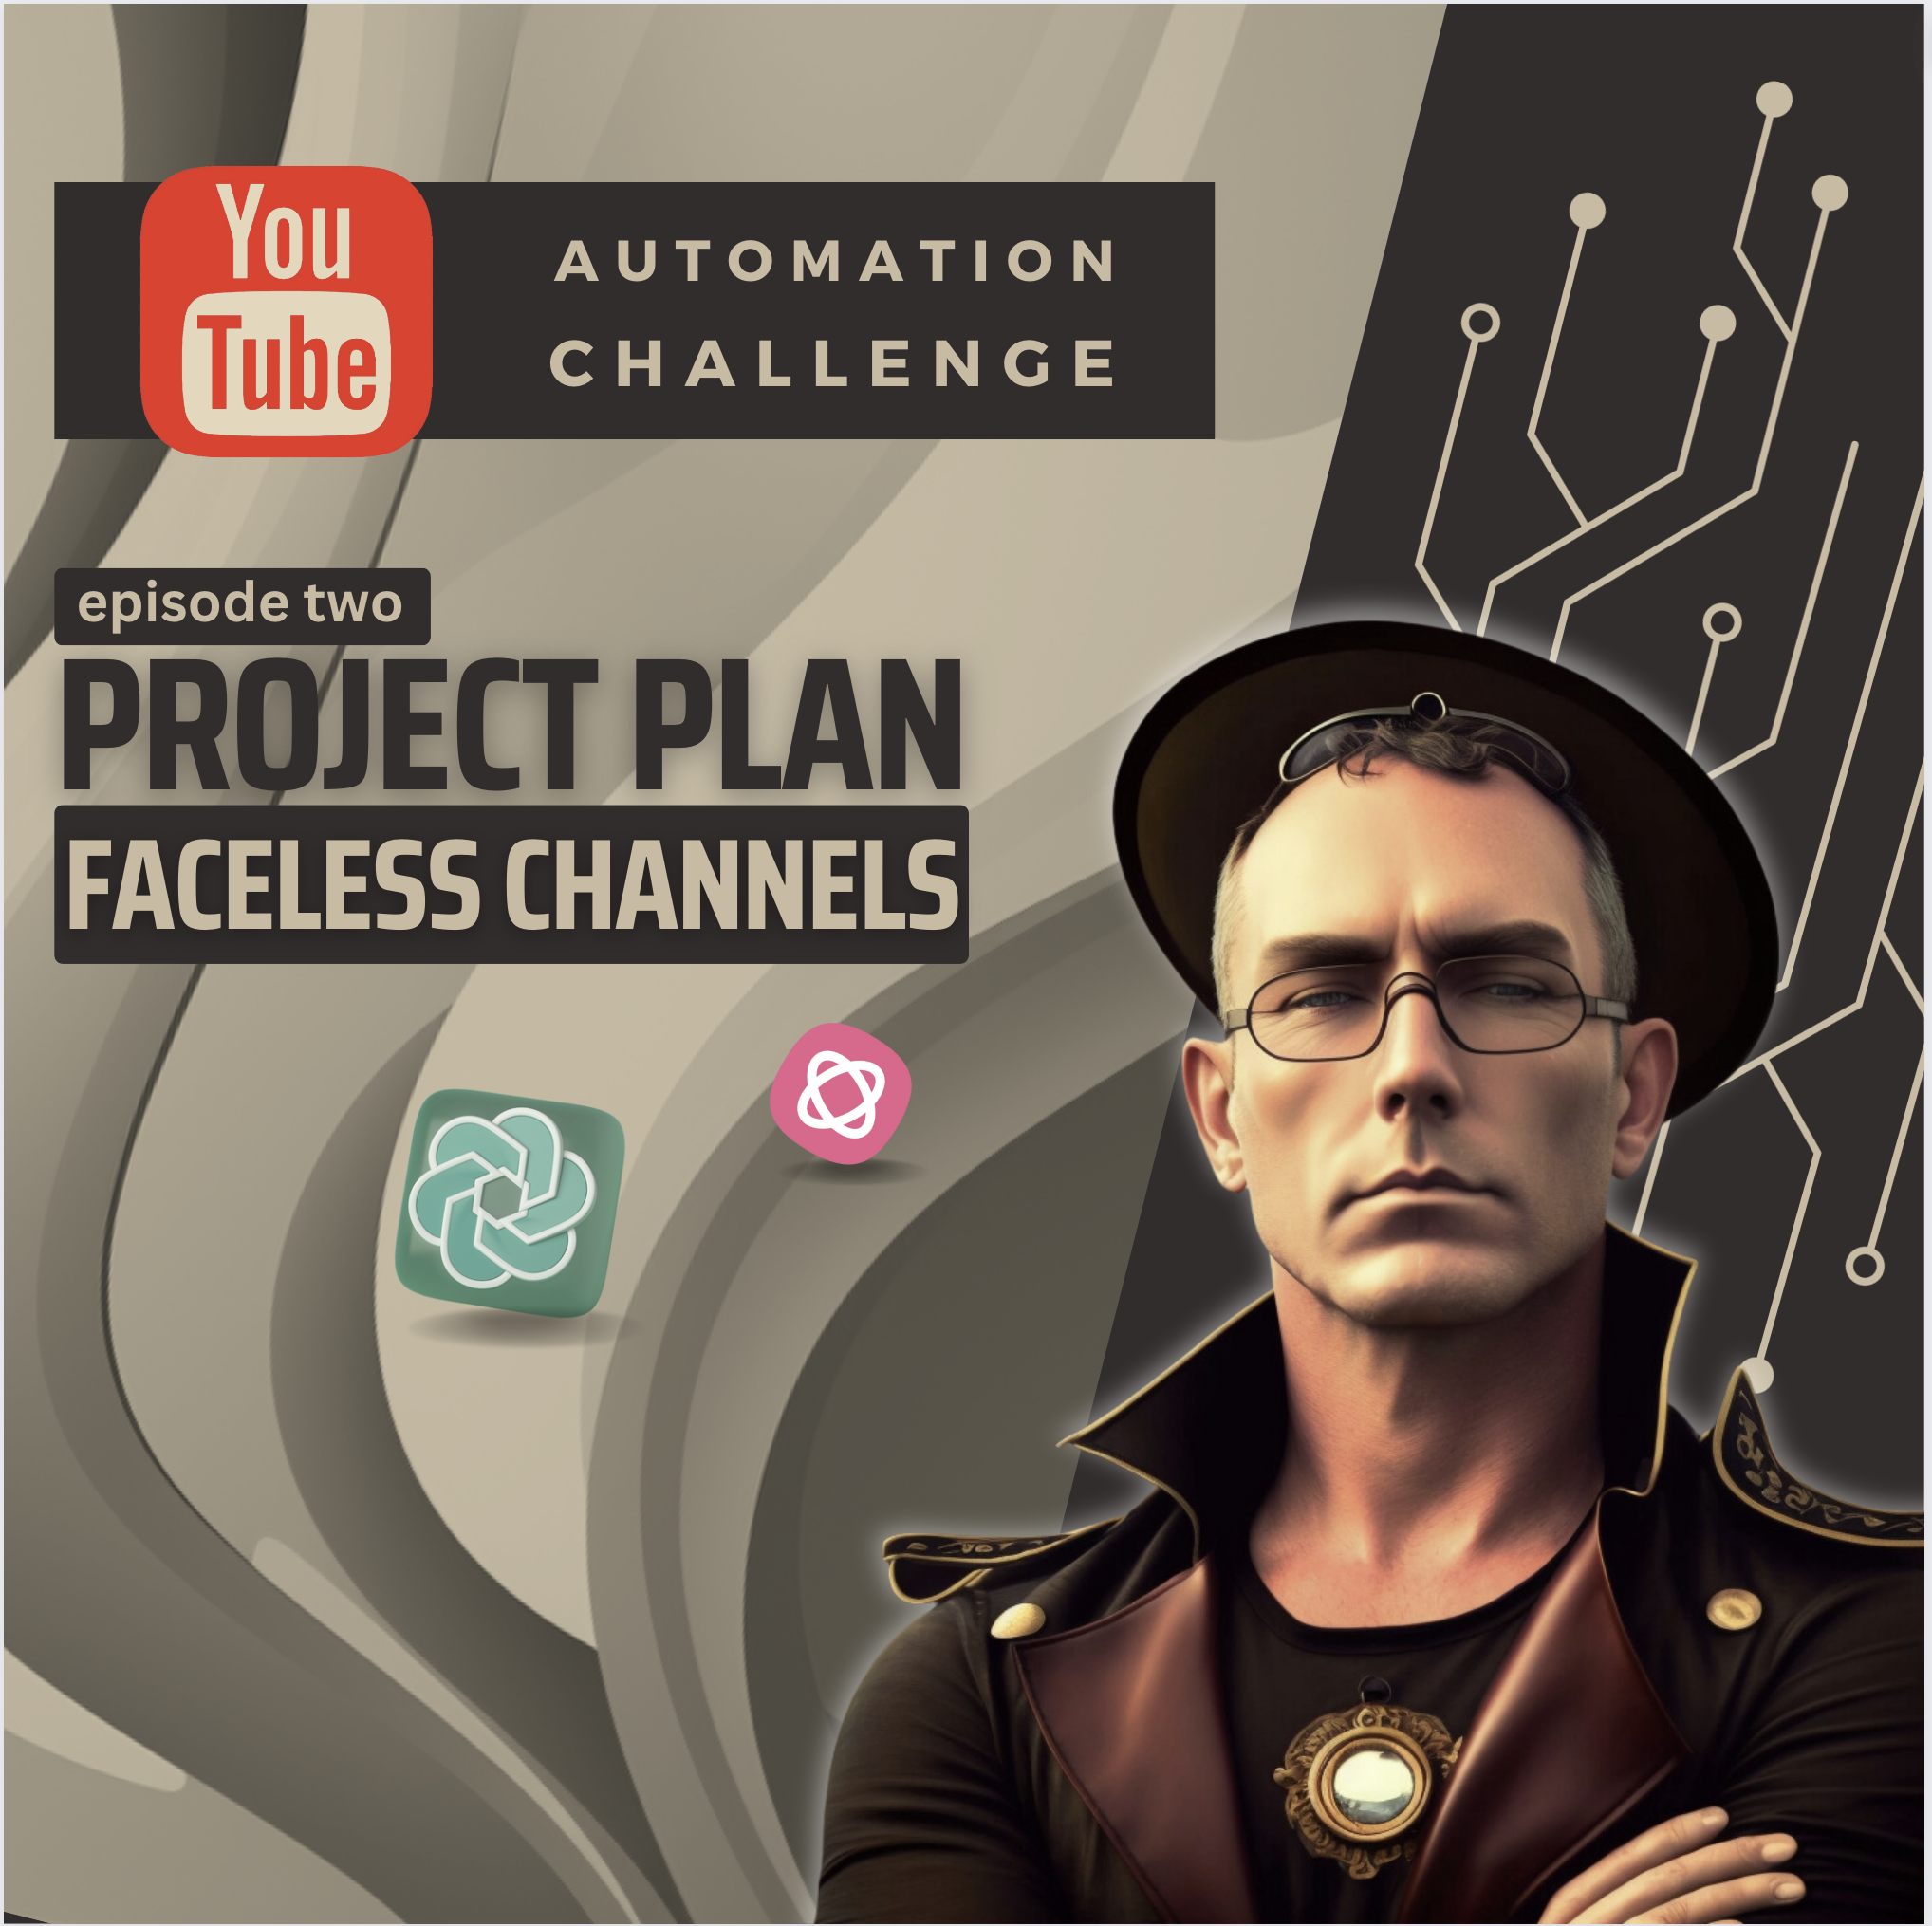 You
Tube
AUTOMATION
CHALLENGE
episode two
PROJECT PLAN
FACELESS CHANNELS